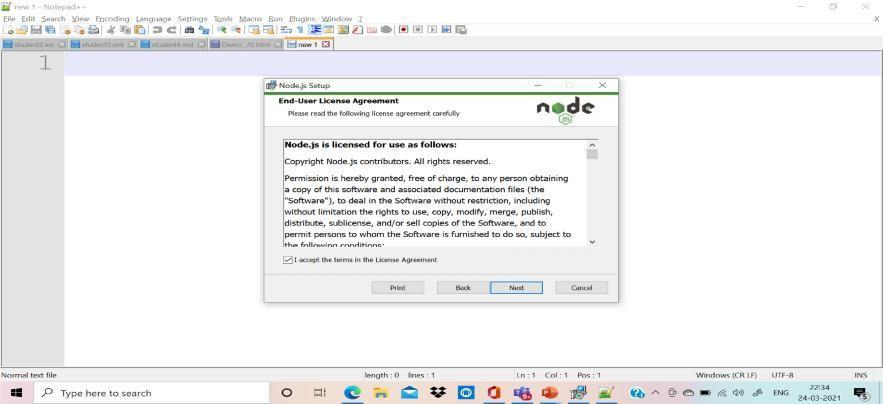 new 1 - Notepad++
File Edit Search View Encoding Language Settings Tools Macro Run Plugins Window ?
X
student2.xsl student3.xml student4.xml Demo_JS.html new 1
1
Node.js Setup
End-User License Agreement
Please read the following license agreement carefully
node
JS
Node.js is licensed for use as follows:
Copyright Node.js contributors. All rights reserved.
Permission is hereby granted, free of charge, to any person obtaining
a copy of this software and associated documentation files (the
"Software"), to deal in the Software without restriction, including
without limitation the rights to use, copy, modify, merge, publish,
distribute, sublicense, and/or sell copies of the Software, and to
permit persons to whom the Software is furnished to do so, subject to
the following conditions:
I accept the terms in the License Agreement
Print Back Next Cancel
Normal text file length : 0 lines : 1 Ln : 1 Col : 1 Pos : 1 Windows (CR LF) UTF-8 INS
Type here to search
ENG
22:34
24-03-2021